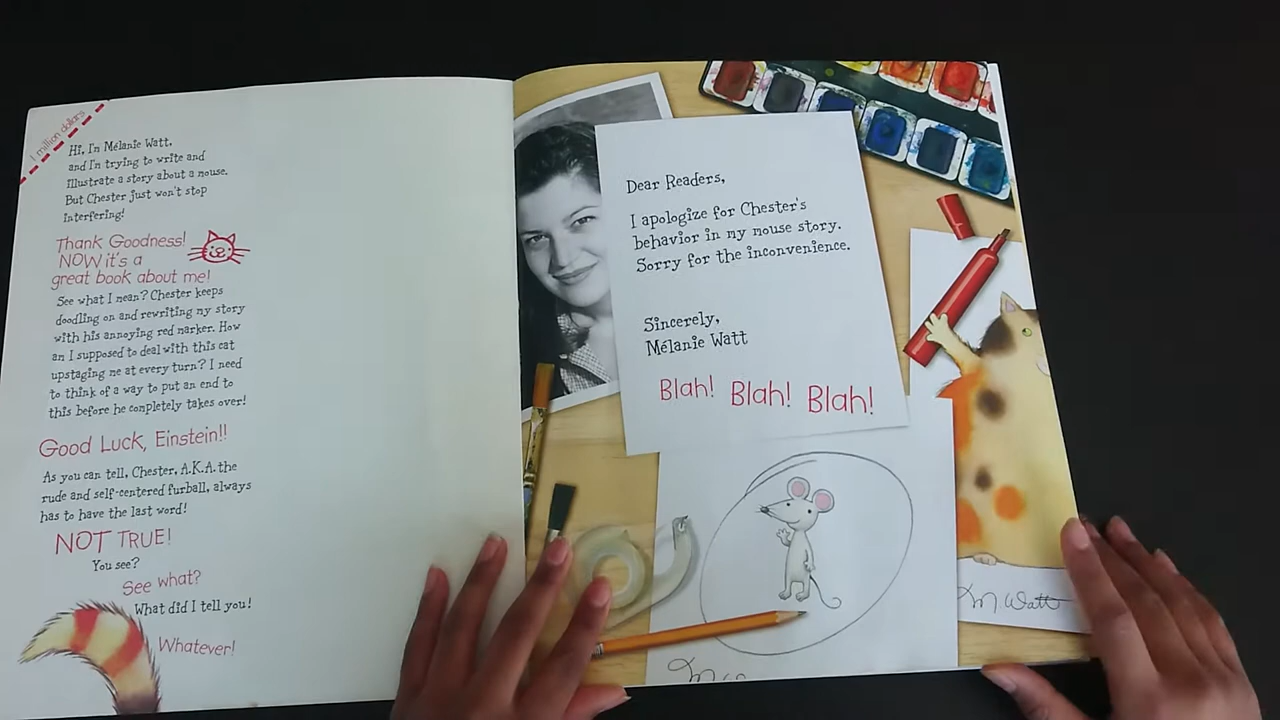 1 million dollars
Hi, I'm Mélanie Watt,
and I'm trying to write and
illustrate a story about a mouse.
But Chester just won't stop
interfering!
Thank Goodness!
NOW it's a
great book about me!
See what I mean? Chester keeps
doodling on and rewriting my story
with his annoying red marker. How
am I supposed to deal with this cat
upstaging me at every turn? I need
to think of a way to put an end to
this before he completely takes over!
Good Luck, Einstein!!
As you can tell, Chester, A.K.A. the
rude and self-centered furball, always
has to have the last word!
NOT TRUE!
You see?
See what?
What did I tell you!
Whatever!
Dear Readers,
I apologize for Chester's
behavior in my mouse story.
Sorry for the inconvenience.
Sincerely,
Mélanie Watt
Blah! Blah! Blah!
M. Watt